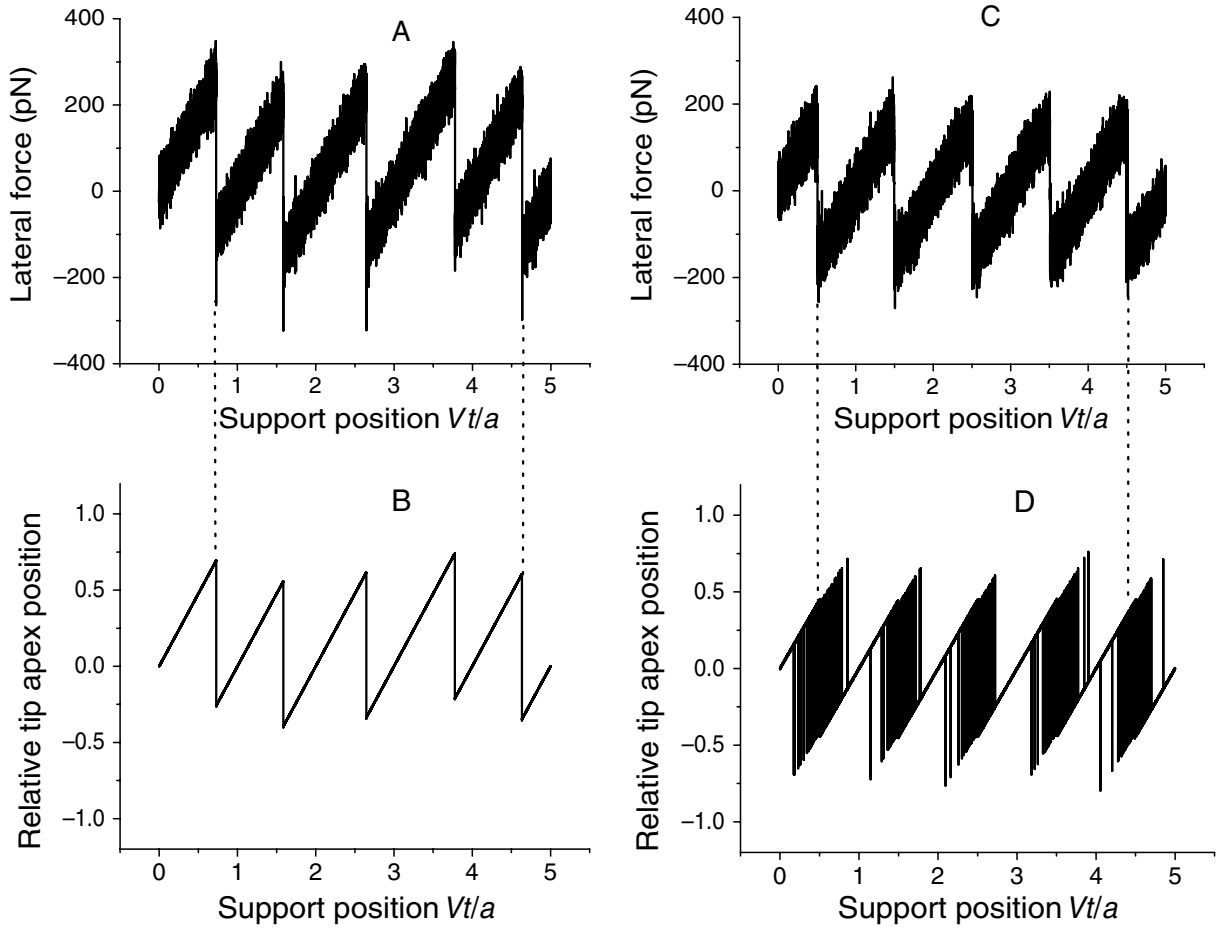 A
Lateral force (pN)
400
200
0
−200
−400
0 1 2 3 4 5
Support position Vt/a
C
Lateral force (pN)
400
200
0
−200
−400
0 1 2 3 4 5
Support position Vt/a
B
Relative tip apex position
1.0
0.5
0.0
−0.5
−1.0
0 1 2 3 4 5
Support position Vt/a
D
Relative tip apex position
1.0
0.5
0.0
−0.5
−1.0
0 1 2 3 4 5
Support position Vt/a